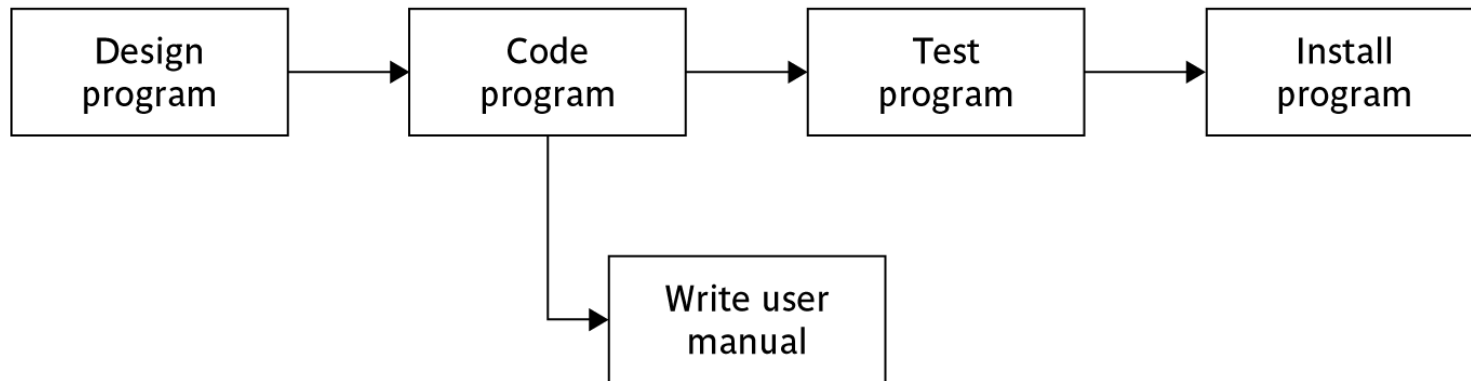 Design
program
Code
program
Test
program
Install
program
Write user
manual